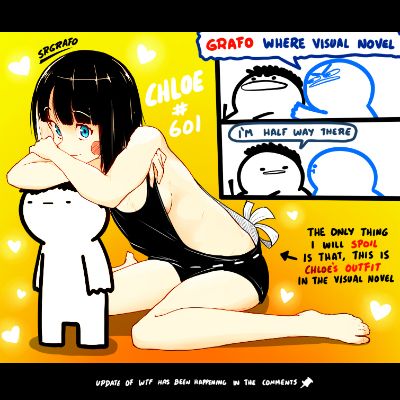 SRGRAFO
CHLOE
#
601
GRAFO WHERE VISUAL NOVEL
I'M HALF WAY THERE
THE ONLY THING
I WILL SPOIL
IS THAT, THIS IS
CHLOE'S OUTFIT
IN THE VISUAL NOVEL
UPDATE OF WTF HAS BEEN HAPPENING IN THE COMMENTS